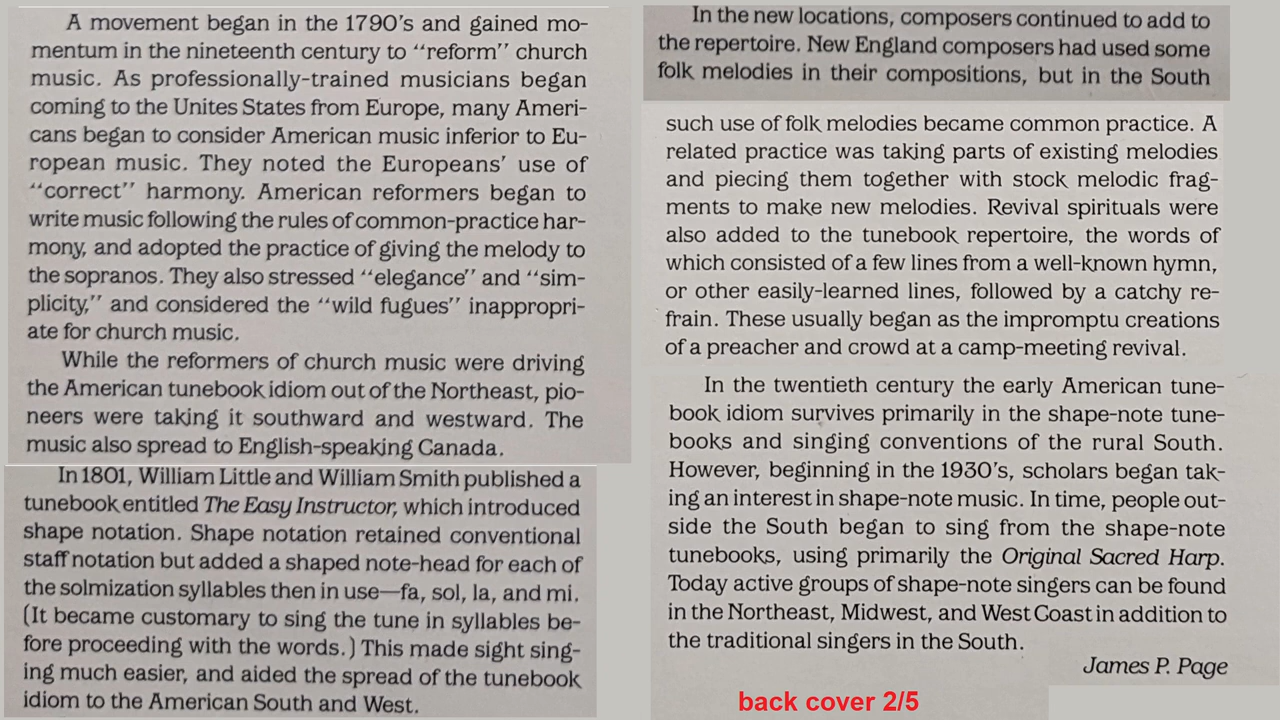 A movement began in the 1790's and gained mo-
mentum in the nineteenth century to "reform" church
music. As professionally-trained musicians began
coming to the Unites States from Europe, many Ameri-
cans began to consider American music inferior to Eu-
ropean music. They noted the Europeans' use of
"correct" harmony. American reformers began to
write music following the rules of common-practice har-
mony, and adopted the practice of giving the melody to
the sopranos. They also stressed "elegance" and "sim-
plicity," and considered the "wild fugues" inappropri-
ate for church music.
While the reformers of church music were driving
the American tunebook idiom out of the Northeast, pio-
neers were taking it southward and westward. The
music also spread to English-speaking Canada.
In 1801, William Little and William Smith published a
tunebook entitled The Easy Instructor, which introduced
shape notation. Shape notation retained conventional
staff notation but added a shaped note-head for each of
the solmization syllables then in use—fa, sol, la, and mi.
(It became customary to sing the tune in syllables be-
fore proceeding with the words.) This made sight sing-
ing much easier, and aided the spread of the tunebook
idiom to the American South and West.
In the new locations, composers continued to add to
the repertoire. New England composers had used some
folk melodies in their compositions, but in the South
such use of folk melodies became common practice. A
related practice was taking parts of existing melodies
and piecing them together with stock melodic frag-
ments to make new melodies. Revival spirituals were
also added to the tunebook repertoire, the words of
which consisted of a few lines from a well-known hymn,
or other easily-learned lines, followed by a catchy re-
frain. These usually began as the impromptu creations
of a preacher and crowd at a camp-meeting revival.
In the twentieth century the early American tune-
book idiom survives primarily in the shape-note tune-
books and singing conventions of the rural South.
However, beginning in the 1930's, scholars began tak-
ing an interest in shape-note music. In time, people out-
side the South began to sing from the shape-note
tunebooks, using primarily the Original Sacred Harp.
Today active groups of shape-note singers can be found
in the Northeast, Midwest, and West Coast in addition to
the traditional singers in the South.
James P. Page
back cover 2/5